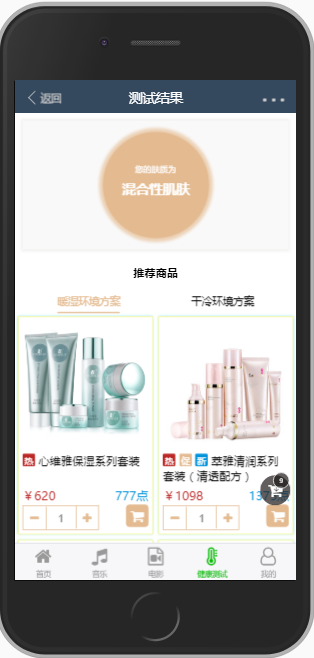 返回
测试结果
您的肤质为
混合性肌肤
推荐商品
暖湿环境方案
干冷环境方案
热 心维雅保湿系列套装
￥620 777点
1
热 促 新 萃雅清润系列
套装（清透配方）
￥1098
1
9
首页
音乐
电影
健康测试
我的